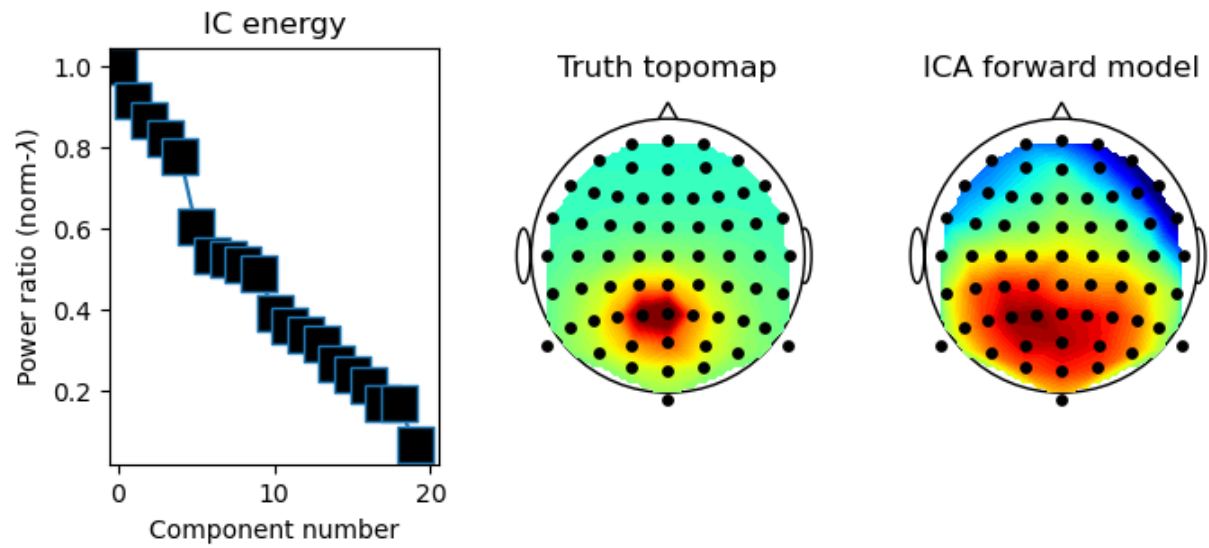 IC energy
Truth topomap
ICA forward model
Power ratio (norm-λ)
1.0
0.8
0.6
0.4
0.2
0
10
20
Component number